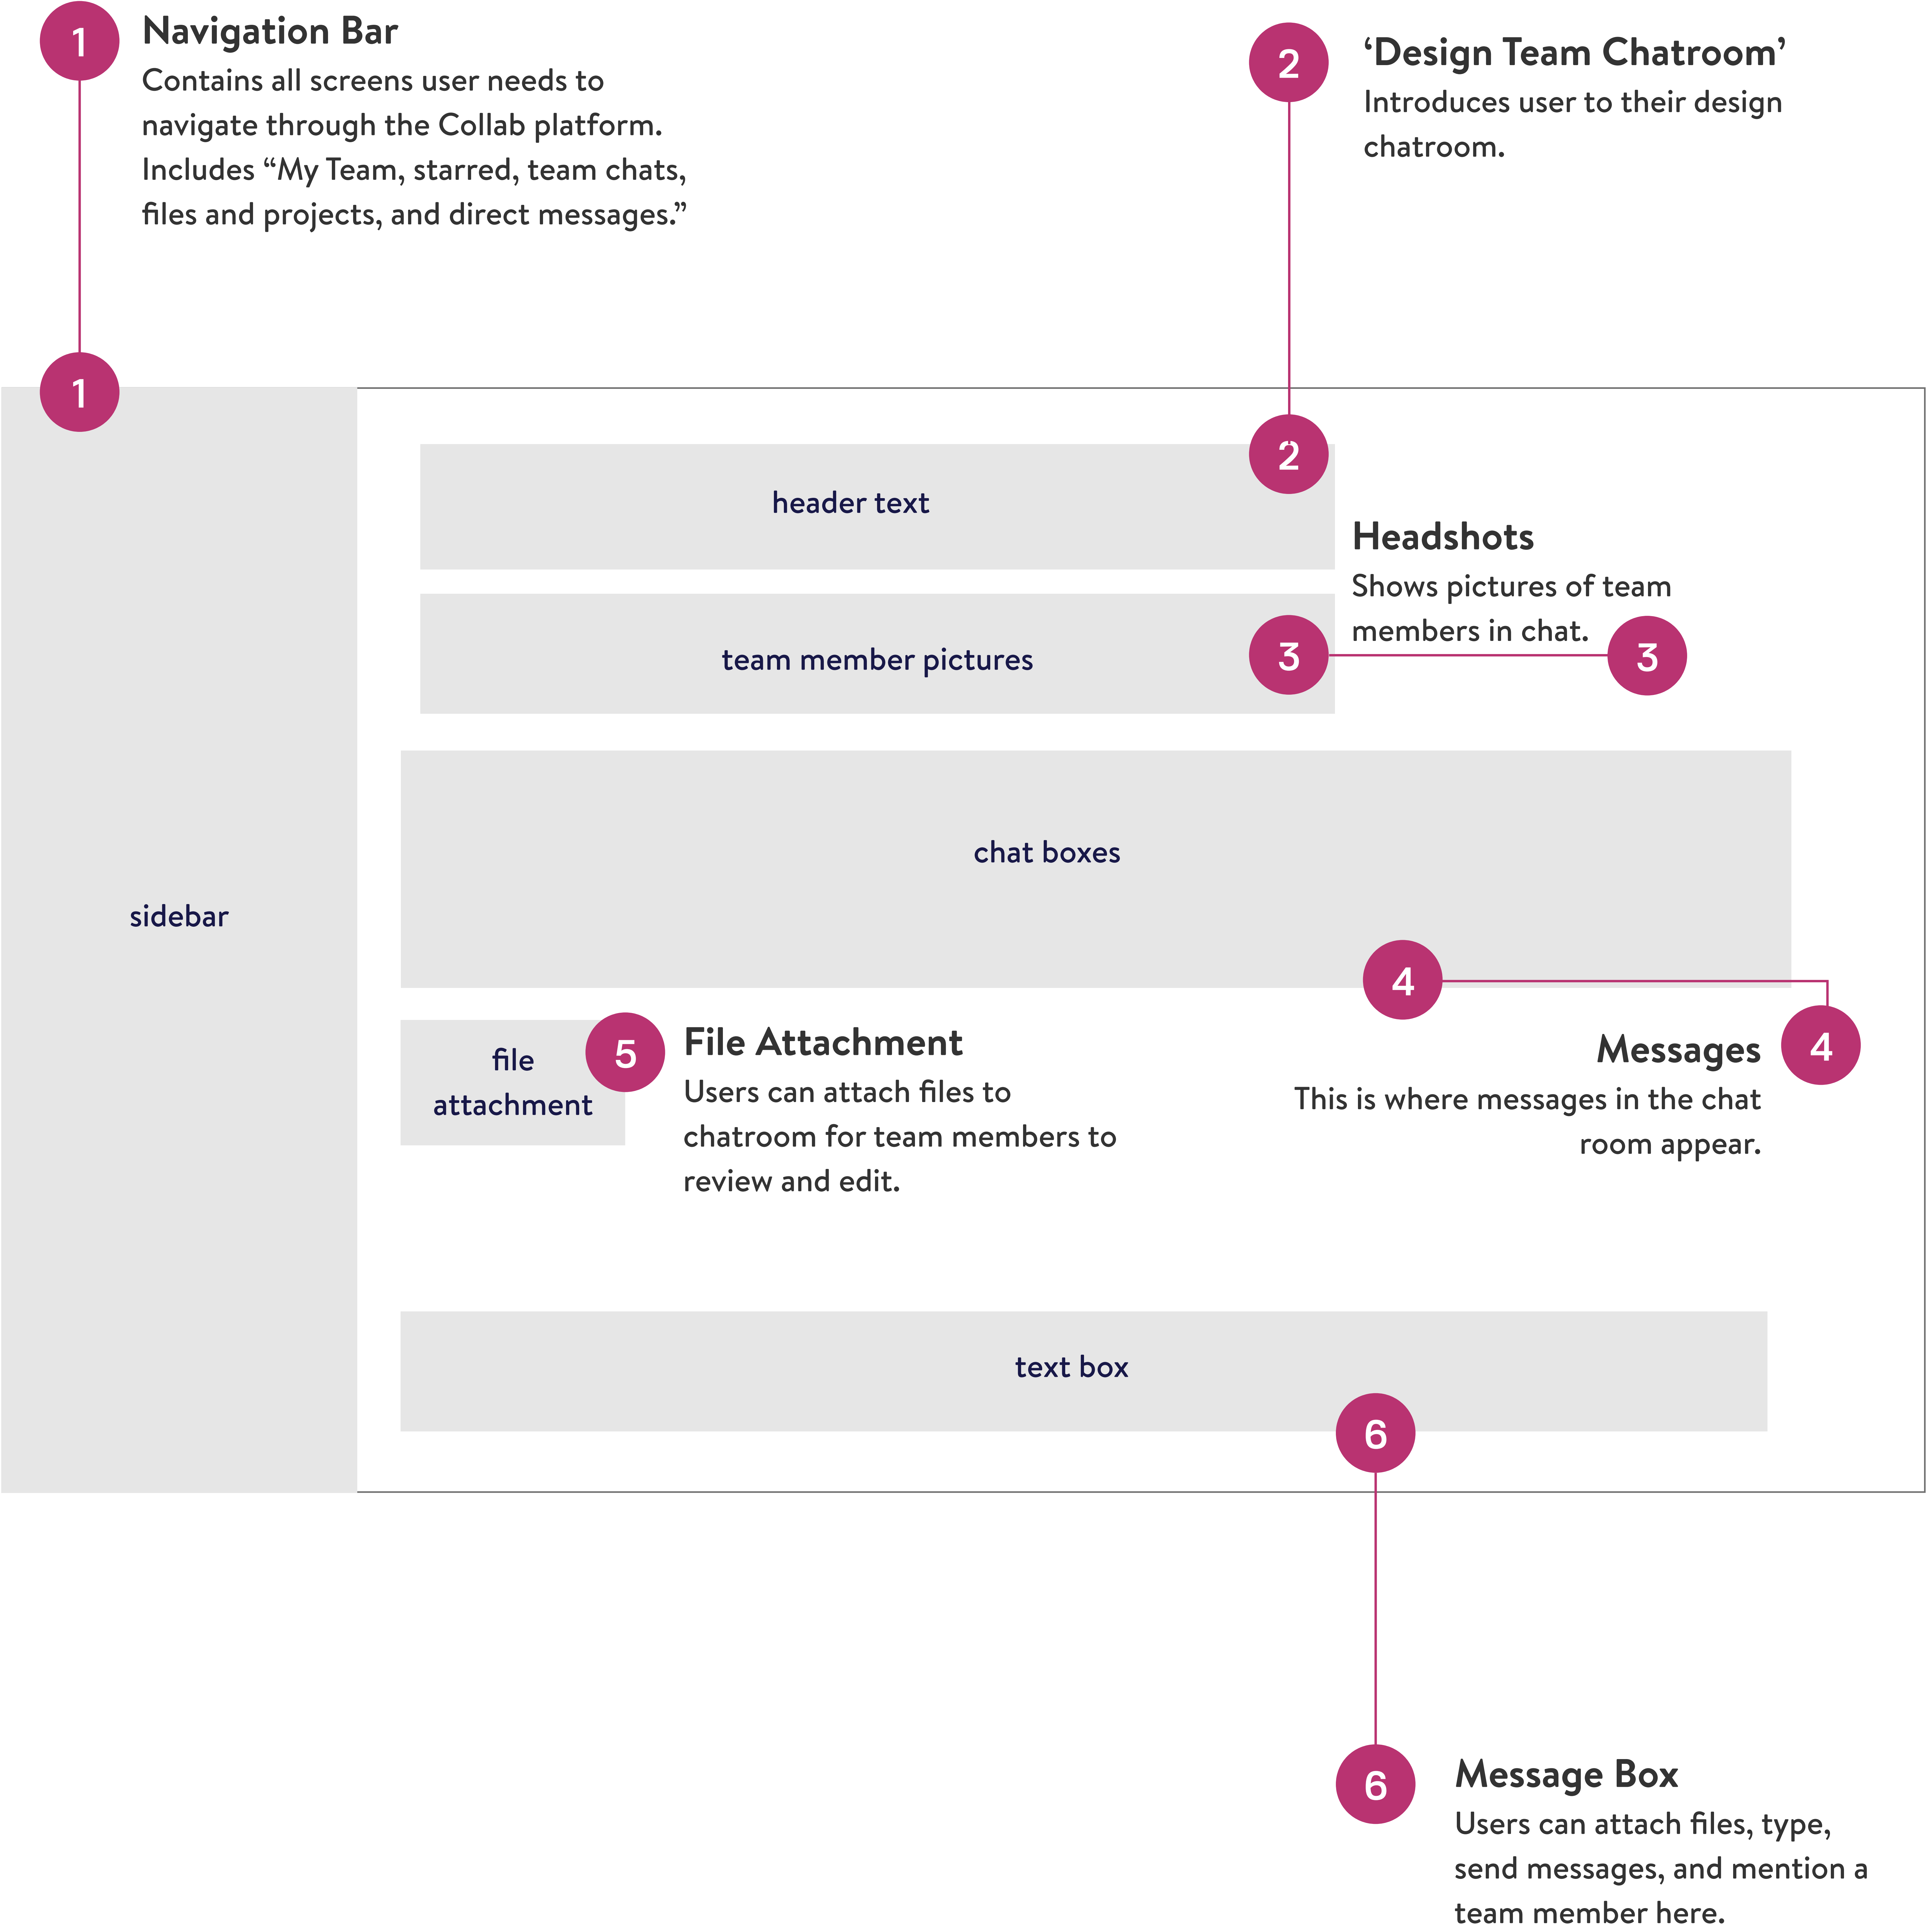 1
Navigation Bar
Contains all screens user needs to
navigate through the Collab platform.
Includes “My Team, starred, team chats,
files and projects, and direct messages.”
2
‘Design Team Chatroom’
Introduces user to their design
chatroom.
1
sidebar
2
header text
Headshots
Shows pictures of team
members in chat.
3
team member pictures
3
chat boxes
4
4
Messages
This is where messages in the chat
room appear.
file
attachment
5
File Attachment
Users can attach files to
chatroom for team members to
review and edit.
text box
6
6
Message Box
Users can attach files, type,
send messages, and mention a
team member here.